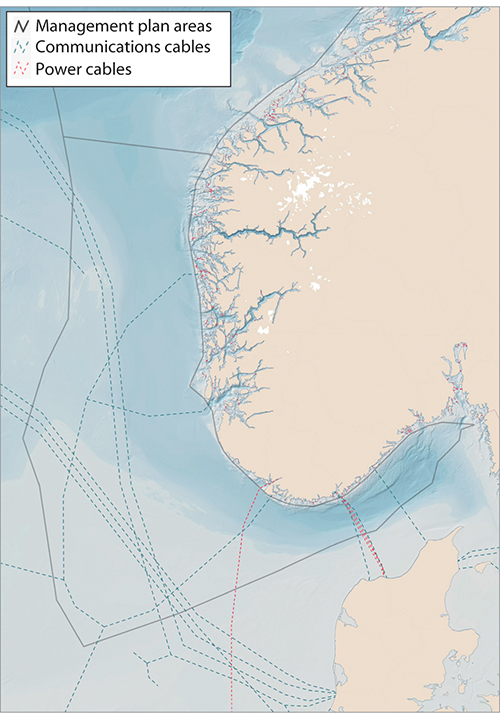 Management plan areas
Communications cables
Power cables